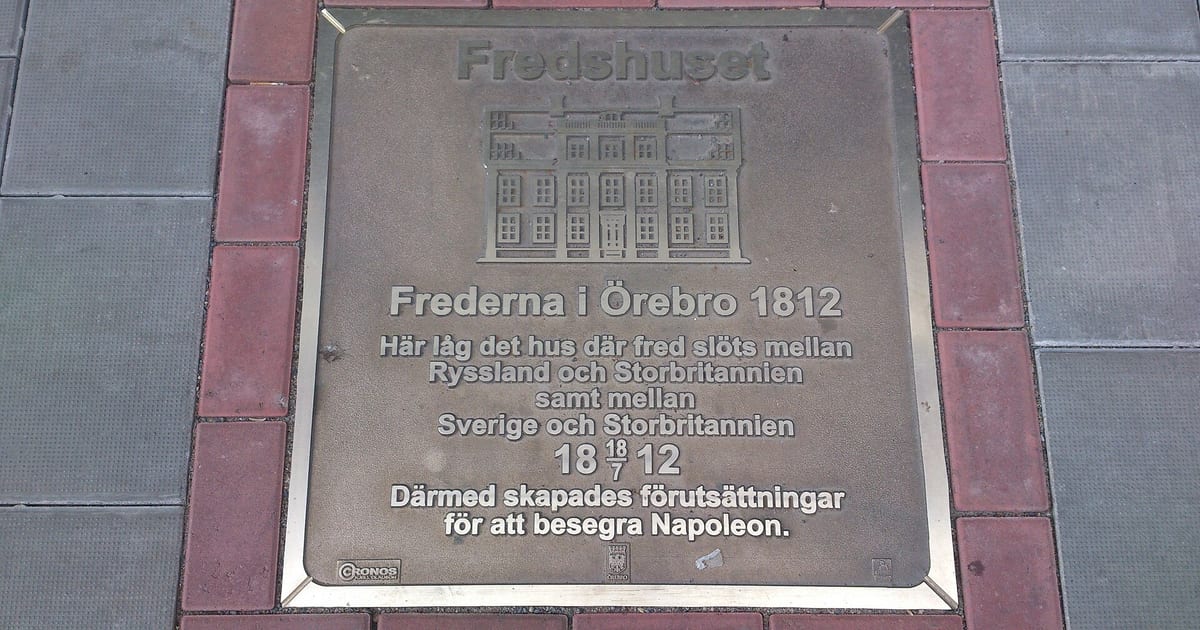 Fredshuset
Frederna i Örebro 1812
Här låg det hus där fred slöts mellan
Ryssland och Storbritannien
samt mellan
Sverige och Storbritannien
18 18/7 12
Därmed skapades förutsättningar
för att besegra Napoleon.
CRONOS
ÖREBRO